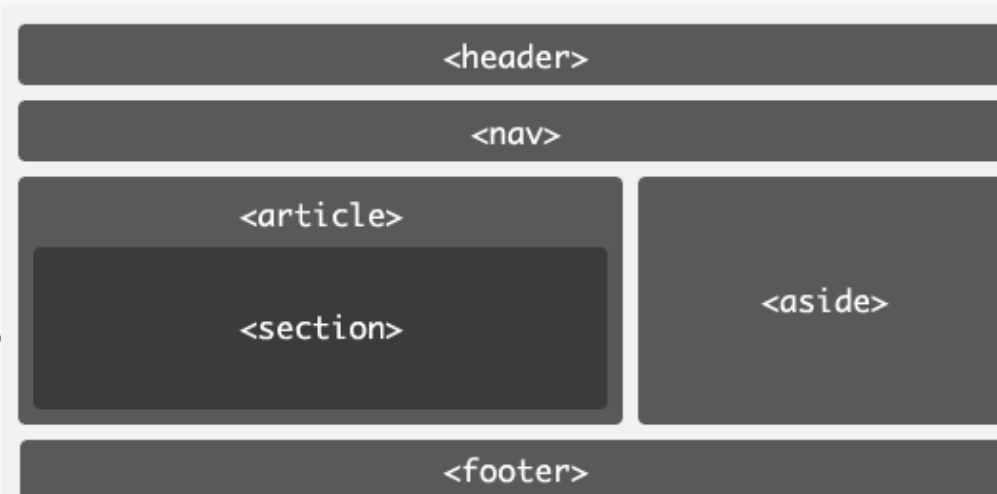 <header>
<nav>
<article>
<section>
<aside>
<footer>